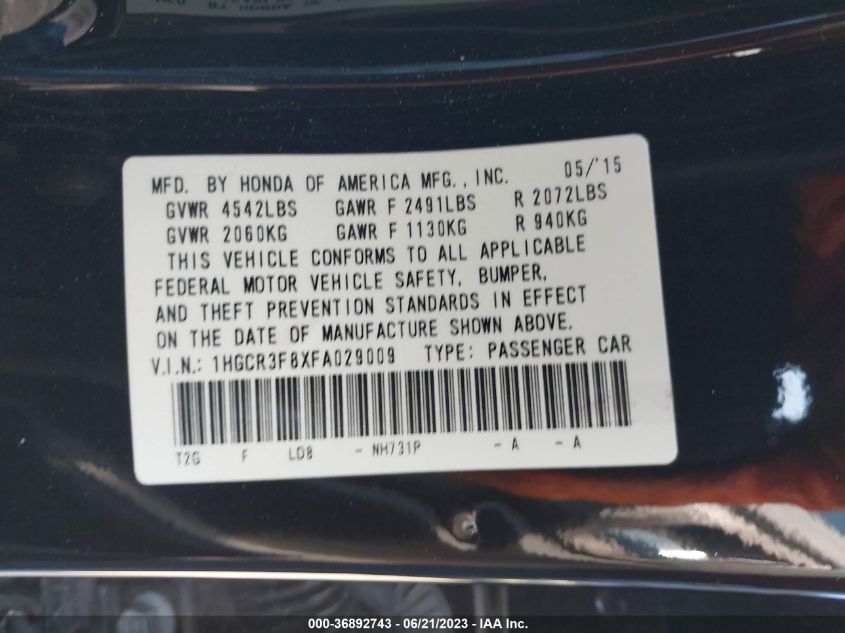 MFD. BY HONDA OF AMERICA MFG., INC. 05/'15
GVWR 4542LBS GAWR F 2491LBS R 2072LBS
GVWR 2060KG GAWR F 1130KG R 940KG
THIS VEHICLE CONFORMS TO ALL APPLICABLE
FEDERAL MOTOR VEHICLE SAFETY, BUMPER,
AND THEFT PREVENTION STANDARDS IN EFFECT
ON THE DATE OF MANUFACTURE SHOWN ABOVE.
V.I.N.: 1HGCR3F8XFA029009 TYPE: PASSENGER CAR
T2G F LD8 - NH731P - A - A
000-36892743 - 06/21/2023 - IAA Inc.